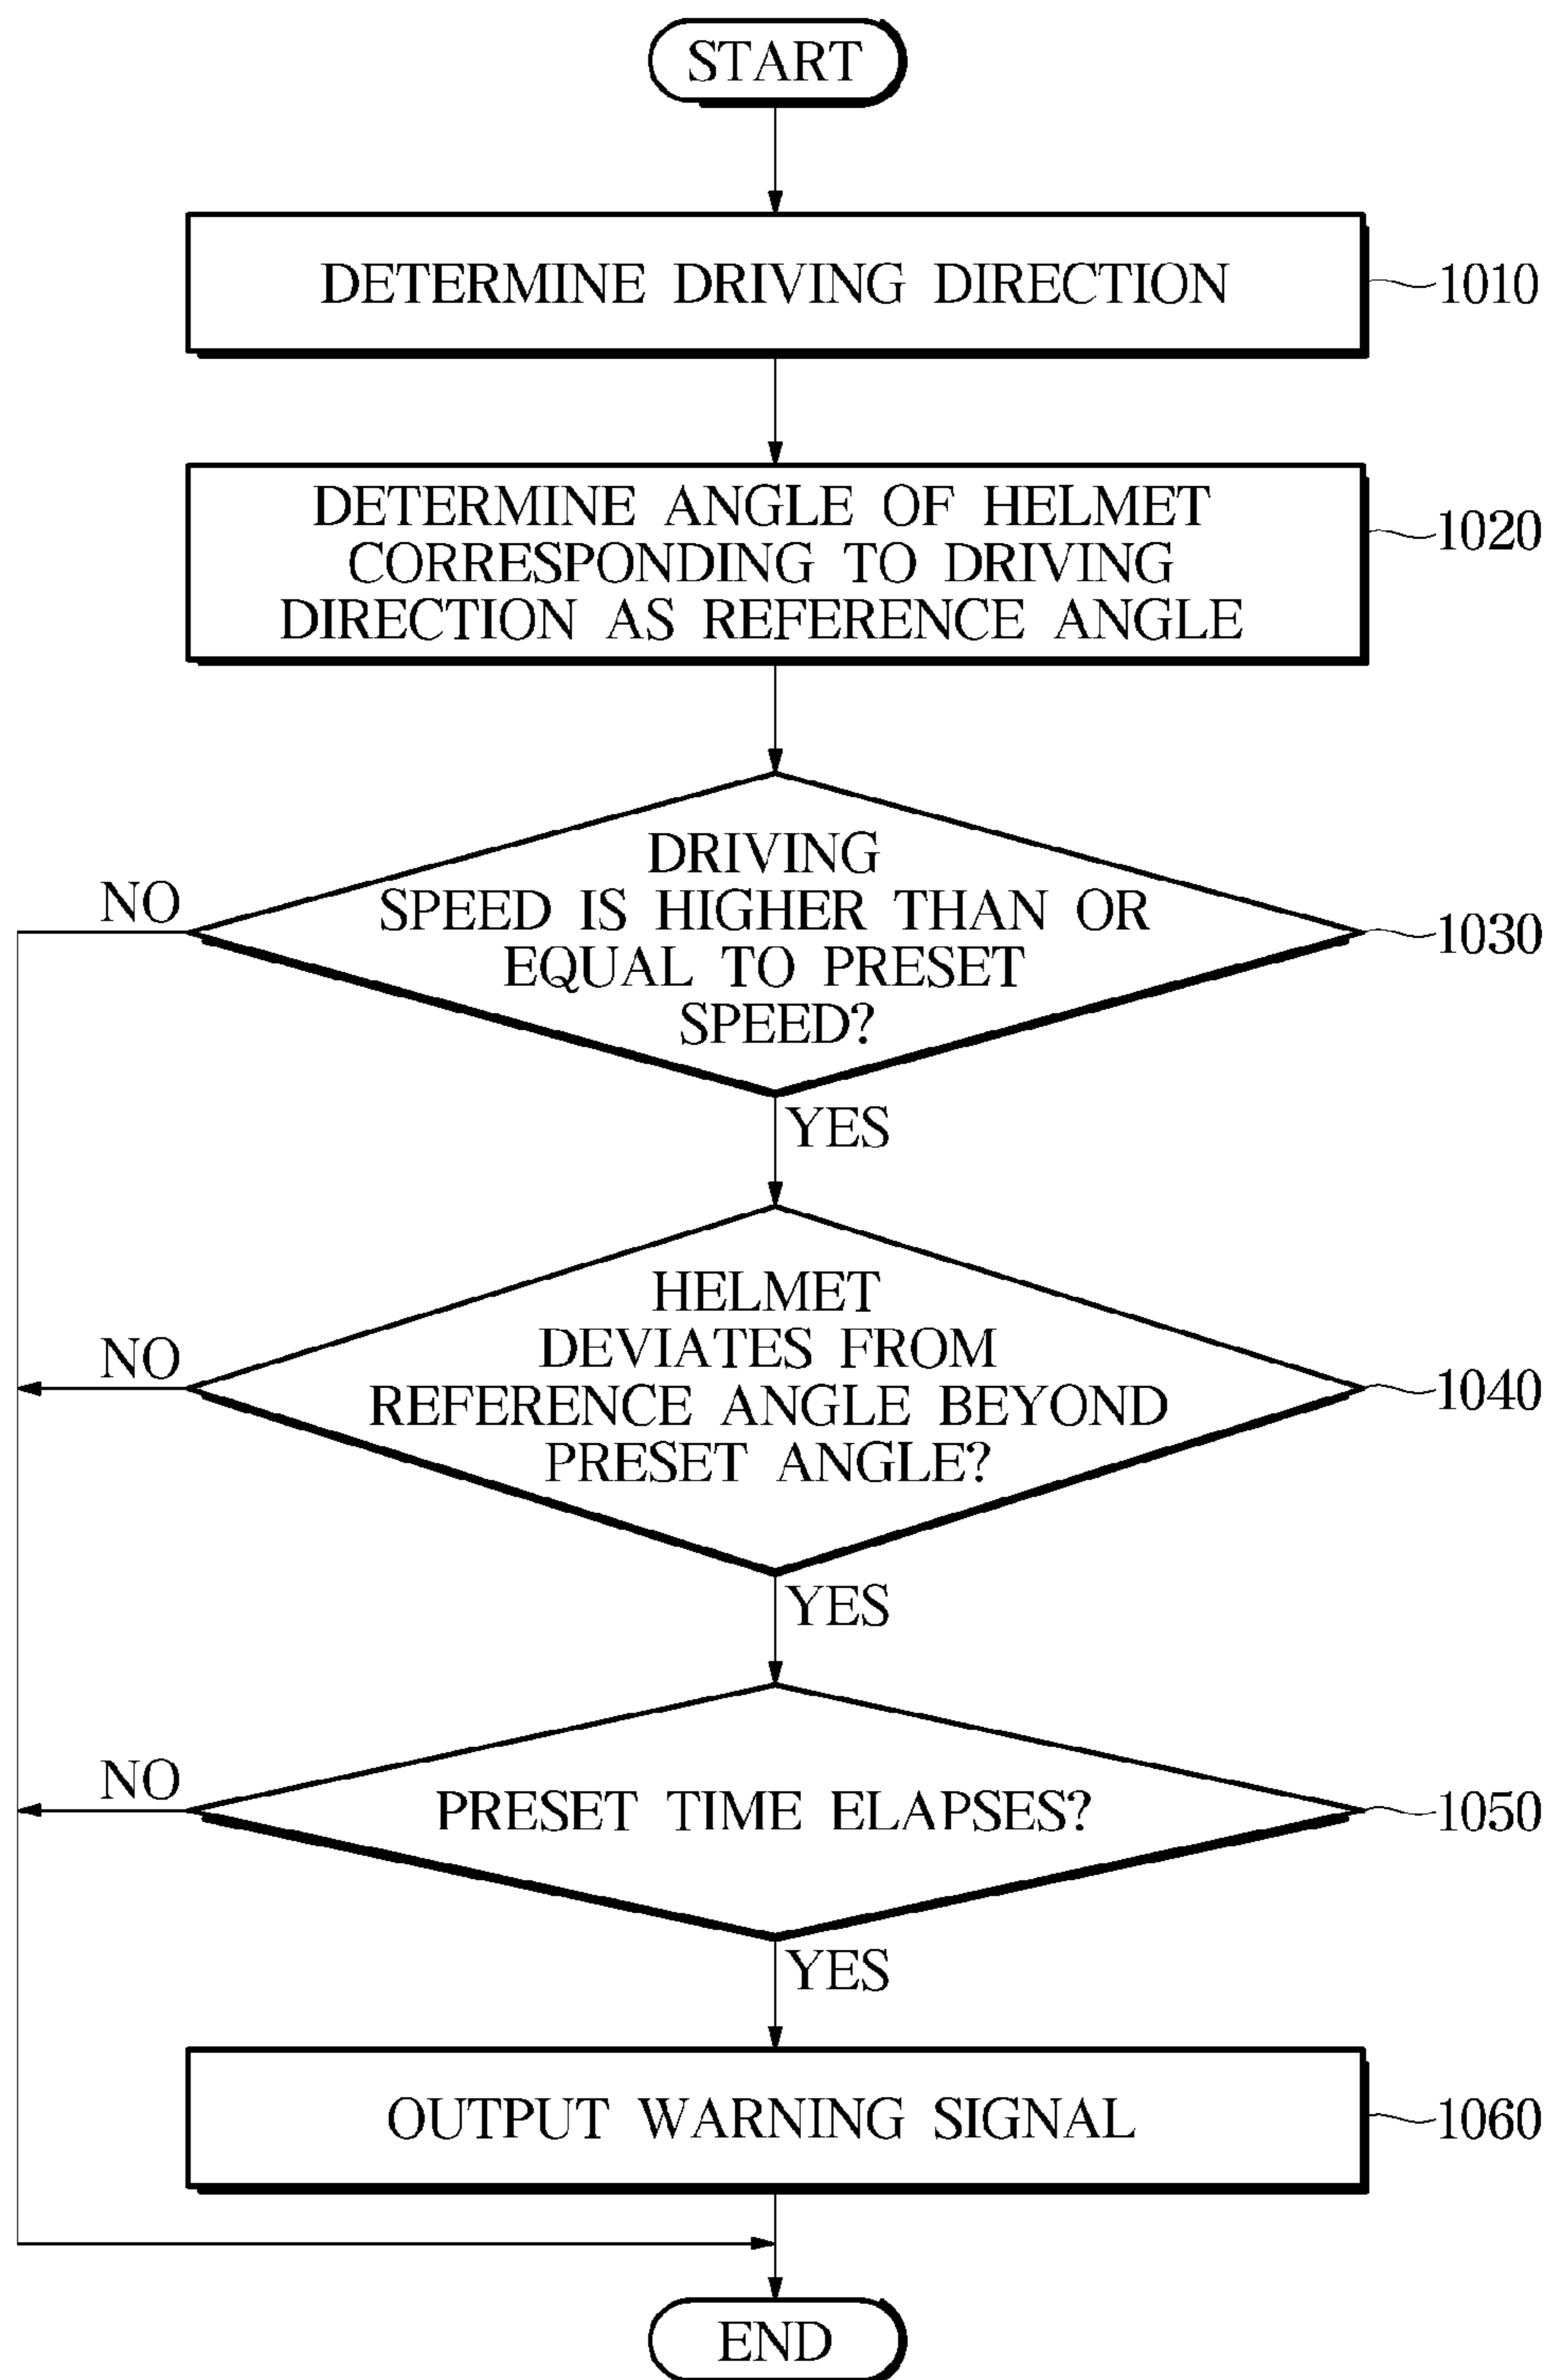 START
DETERMINE DRIVING DIRECTION
1010
DETERMINE ANGLE OF HELMET
CORRESPONDING TO DRIVING
DIRECTION AS REFERENCE ANGLE
1020
DRIVING
SPEED IS HIGHER THAN OR
EQUAL TO PRESET
SPEED?
NO
1030
YES
HELMET
DEVIATES FROM
REFERENCE ANGLE BEYOND
PRESET ANGLE?
NO
1040
YES
PRESET TIME ELAPSES?
NO
1050
YES
OUTPUT WARNING SIGNAL
1060
END